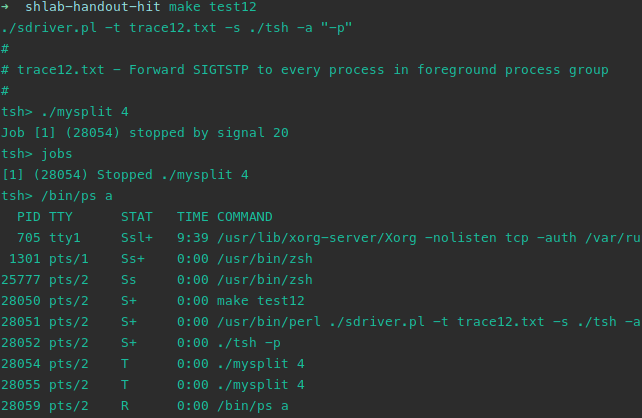 ➜  shlab-handout-hit make test12
./sdriver.pl -t trace12.txt -s ./tsh -a "-p"
#
# trace12.txt - Forward SIGTSTP to every process in foreground process group
#
tsh> ./mysplit 4
Job [1] (28054) stopped by signal 20
tsh> jobs
[1] (28054) Stopped ./mysplit 4
tsh> /bin/ps a
  PID TTY      STAT   TIME COMMAND
  705 tty1     Ssl+   9:39 /usr/lib/xorg-server/Xorg -nolisten tcp -auth /var/ru
 1301 pts/1    Ss+    0:00 /usr/bin/zsh
25777 pts/2    Ss     0:00 /usr/bin/zsh
28050 pts/2    S+     0:00 make test12
28051 pts/2    S+     0:00 /usr/bin/perl ./sdriver.pl -t trace12.txt -s ./tsh -a
28052 pts/2    S+     0:00 ./tsh -p
28054 pts/2    T      0:00 ./mysplit 4
28055 pts/2    T      0:00 ./mysplit 4
28059 pts/2    R      0:00 /bin/ps a